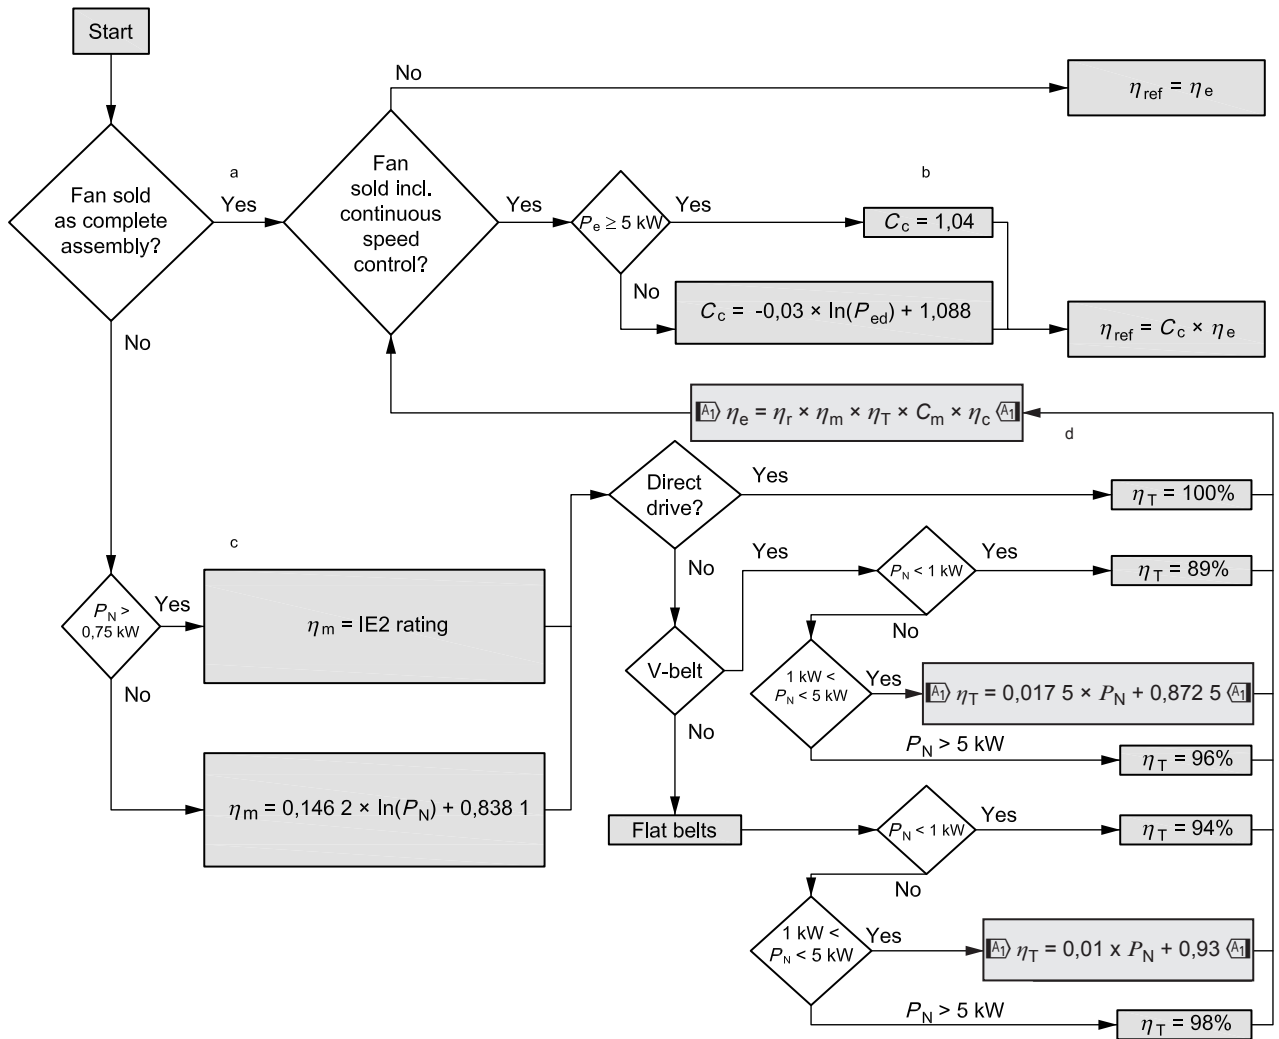 Start
No
η ref = η e
Fan sold
as complete
assembly?
a
Yes
Fan
sold incl.
continuous
speed
control?
Yes
P e ≥ 5 kW
Yes
b
C c = 1,04
No
C c = -0,03 × ln(P ed) + 1,088
η ref = C c × η e
No
A1⟩ η e = η r × η m × η T × C m × η c ⟨A1
d
Direct
drive?
Yes
η T = 100%
No
c
P N >
0,75 kW
Yes
η m = IE2 rating
No
η m = 0,146 2 × ln(P N) + 0,838 1
V-belt
Yes
P N < 1 kW
Yes
η T = 89%
No
1 kW <
P N < 5 kW
Yes
A1⟩ η T = 0,017 5 × P N + 0,872 5 ⟨A1
P N > 5 kW
η T = 96%
No
Flat belts
P N < 1 kW
Yes
η T = 94%
No
1 kW <
P N < 5 kW
Yes
A1⟩ η T = 0,01 x P N + 0,93 ⟨A1
P N > 5 kW
η T = 98%